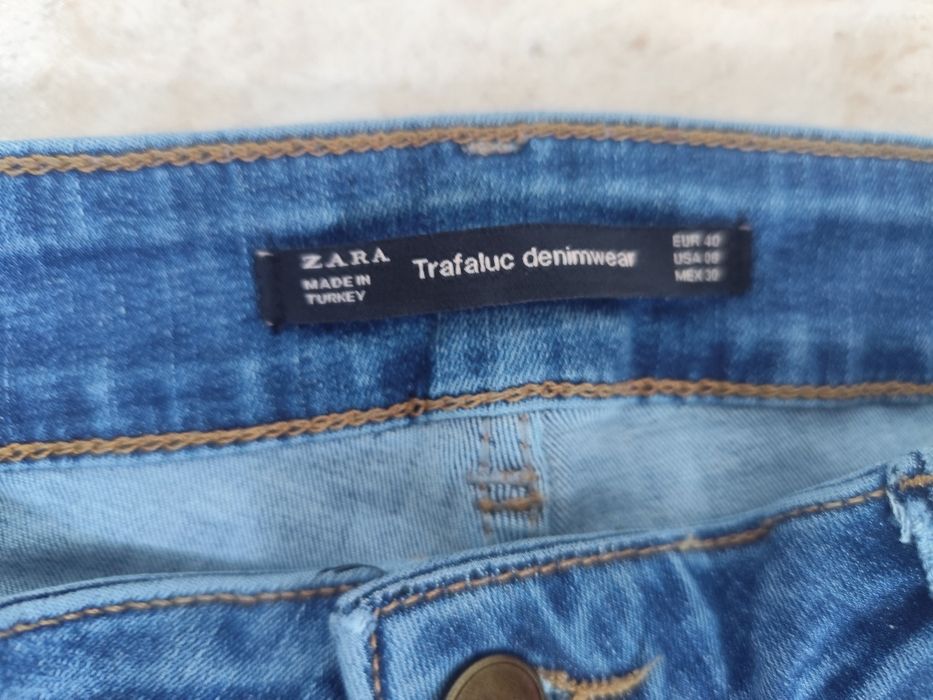 ZARA
MADE IN
TURKEY
Trafaluc denimwear
EUR 40
USA 08
MEX 30